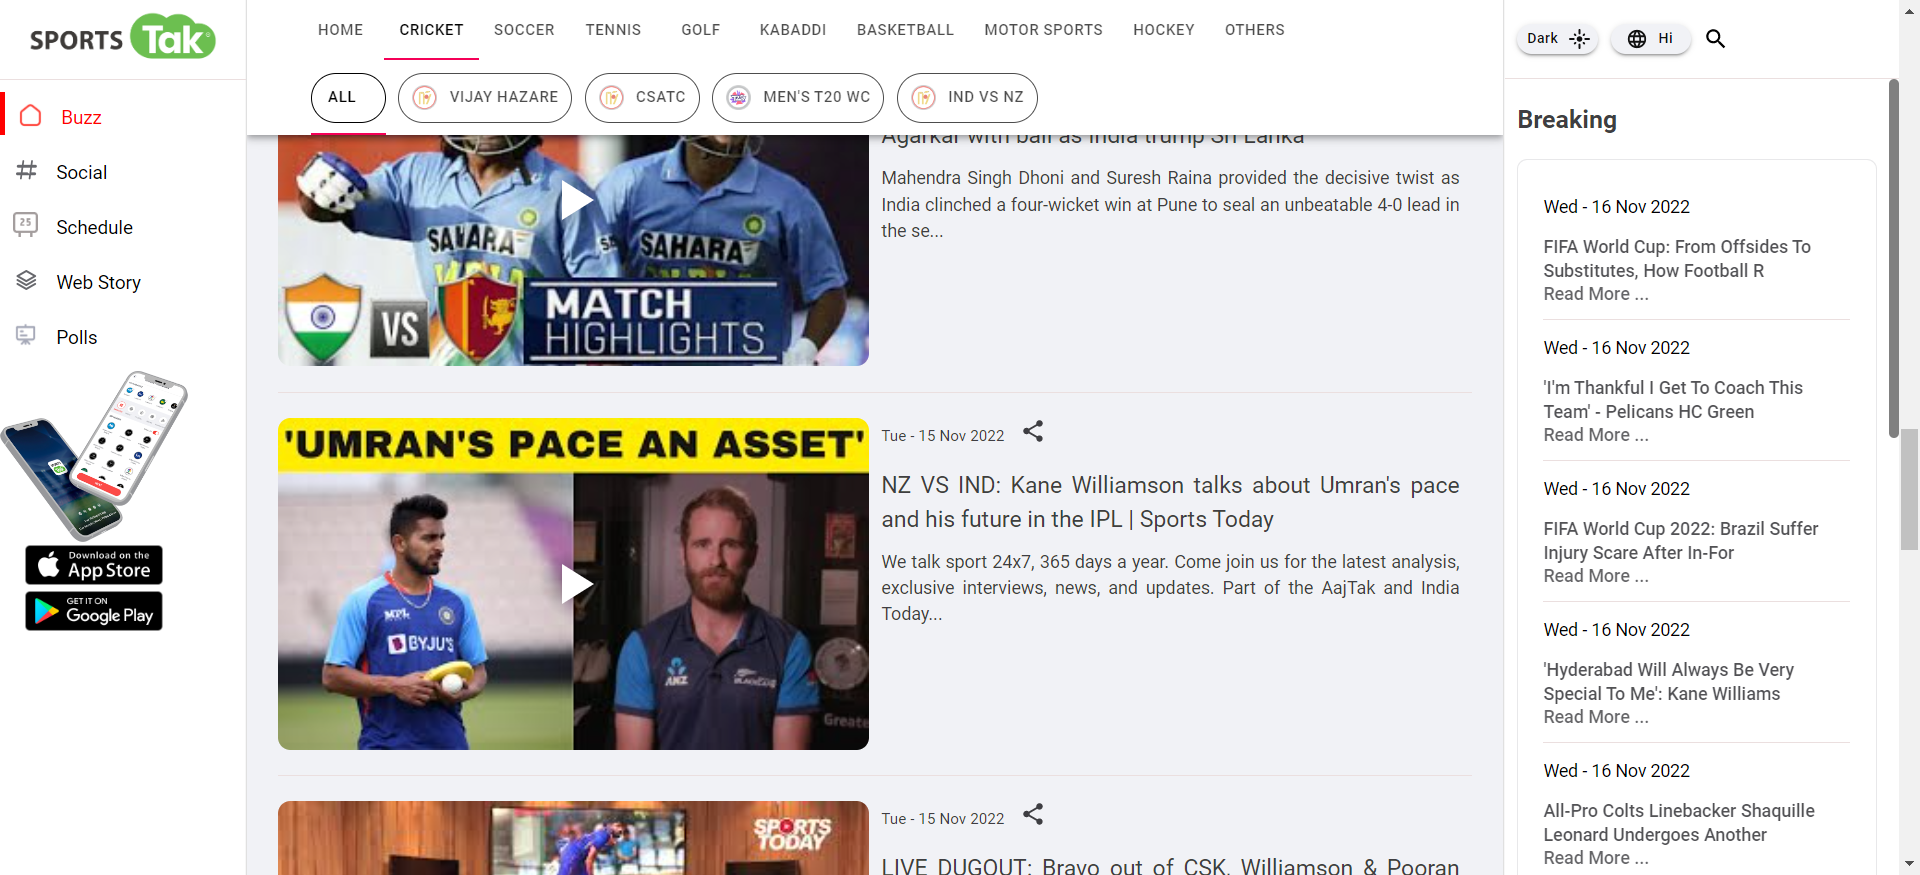 SPORTS Tak
HOME CRICKET SOCCER TENNIS GOLF KABADDI BASKETBALL MOTOR SPORTS HOCKEY OTHERS
Dark Hi
ALL VIJAY HAZARE CSATC MEN'S T20 WC IND VS NZ
Buzz
Social
25 Schedule
Web Story
Polls
Download on the
App Store
GET IT ON
Google Play
Agarkar with ball as India trump Sri Lanka
Mahendra Singh Dhoni and Suresh Raina provided the decisive twist as
India clinched a four-wicket win at Pune to seal an unbeatable 4-0 lead in
the se...
SAHARA
SAHARA
VS
MATCH
HIGHLIGHTS
'UMRAN'S PACE AN ASSET'
MPL
BYJU'S
ANZ
Greate
Tue - 15 Nov 2022
NZ VS IND: Kane Williamson talks about Umran's pace
and his future in the IPL | Sports Today
We talk sport 24x7, 365 days a year. Come join us for the latest analysis,
exclusive interviews, news, and updates. Part of the AajTak and India
Today...
SPORTS
TODAY
Tue - 15 Nov 2022
LIVE DUGOUT: Bravo out of CSK, Williamson & Pooran
Breaking
Wed - 16 Nov 2022
FIFA World Cup: From Offsides To
Substitutes, How Football R
Read More ...
Wed - 16 Nov 2022
'I'm Thankful I Get To Coach This
Team' - Pelicans HC Green
Read More ...
Wed - 16 Nov 2022
FIFA World Cup 2022: Brazil Suffer
Injury Scare After In-For
Read More ...
Wed - 16 Nov 2022
'Hyderabad Will Always Be Very
Special To Me': Kane Williams
Read More ...
Wed - 16 Nov 2022
All-Pro Colts Linebacker Shaquille
Leonard Undergoes Another
Read More ...